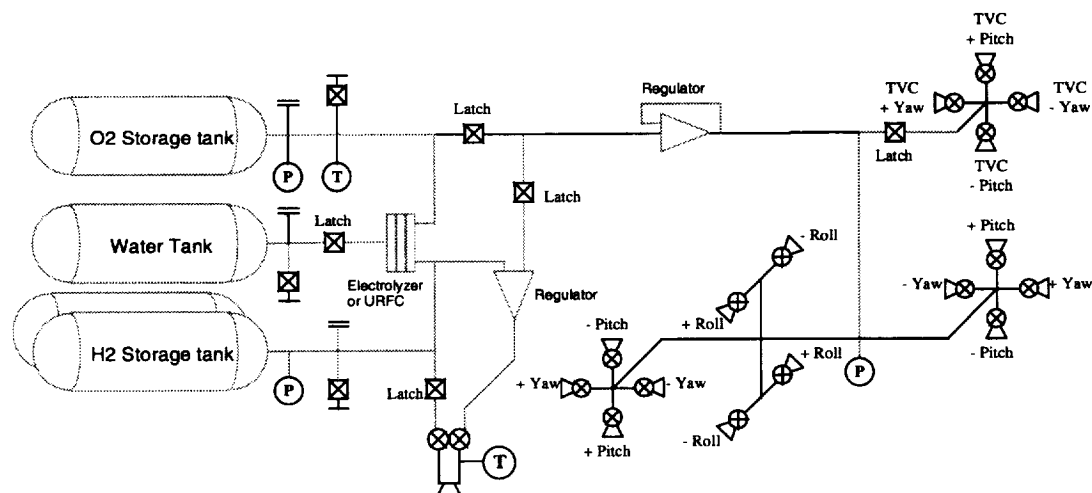 TVC
+ Pitch
TVC
+ Yaw
TVC
- Yaw
TVC
- Pitch
Latch
Regulator
Latch
O2 Storage tank
P
T
Latch
Latch
Water Tank
Electrolyzer
or URFC
Regulator
H2 Storage tank
P
Latch
T
- Roll
+ Roll
+ Roll
- Roll
- Pitch
+ Yaw
- Yaw
+ Pitch
P
+ Pitch
- Yaw
+ Yaw
- Pitch